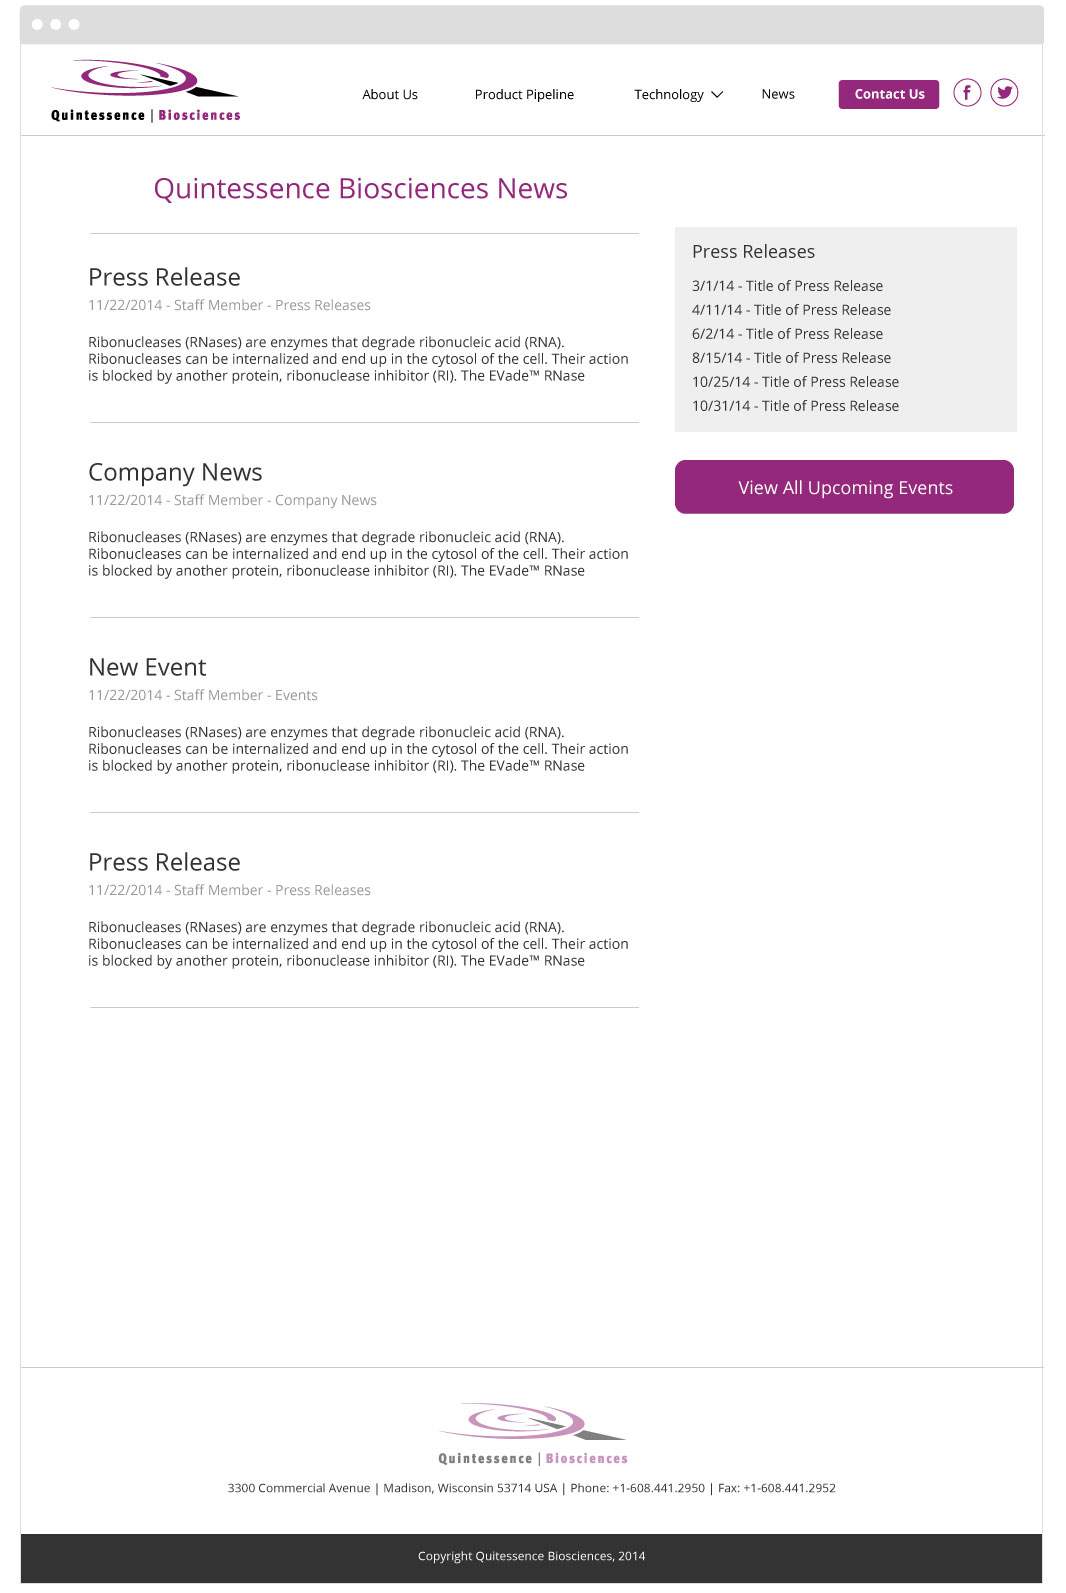 Quintessence | Biosciences
About Us
Product Pipeline
Technology
News
Contact Us
Quintessence Biosciences News
Press Release
11/22/2014 - Staff Member - Press Releases
Ribonucleases (RNases) are enzymes that degrade ribonucleic acid (RNA).
Ribonucleases can be internalized and end up in the cytosol of the cell. Their action
is blocked by another protein, ribonuclease inhibitor (RI). The EVade™ RNase
Company News
11/22/2014 - Staff Member - Company News
Ribonucleases (RNases) are enzymes that degrade ribonucleic acid (RNA).
Ribonucleases can be internalized and end up in the cytosol of the cell. Their action
is blocked by another protein, ribonuclease inhibitor (RI). The EVade™ RNase
New Event
11/22/2014 - Staff Member - Events
Ribonucleases (RNases) are enzymes that degrade ribonucleic acid (RNA).
Ribonucleases can be internalized and end up in the cytosol of the cell. Their action
is blocked by another protein, ribonuclease inhibitor (RI). The EVade™ RNase
Press Release
11/22/2014 - Staff Member - Press Releases
Ribonucleases (RNases) are enzymes that degrade ribonucleic acid (RNA).
Ribonucleases can be internalized and end up in the cytosol of the cell. Their action
is blocked by another protein, ribonuclease inhibitor (RI). The EVade™ RNase
Press Releases
3/1/14 - Title of Press Release
4/11/14 - Title of Press Release
6/2/14 - Title of Press Release
8/15/14 - Title of Press Release
10/25/14 - Title of Press Release
10/31/14 - Title of Press Release
View All Upcoming Events
Quintessence | Biosciences
3300 Commercial Avenue | Madison, Wisconsin 53714 USA | Phone: +1-608.441.2950 | Fax: +1-608.441.2952
Copyright Quitessence Biosciences, 2014